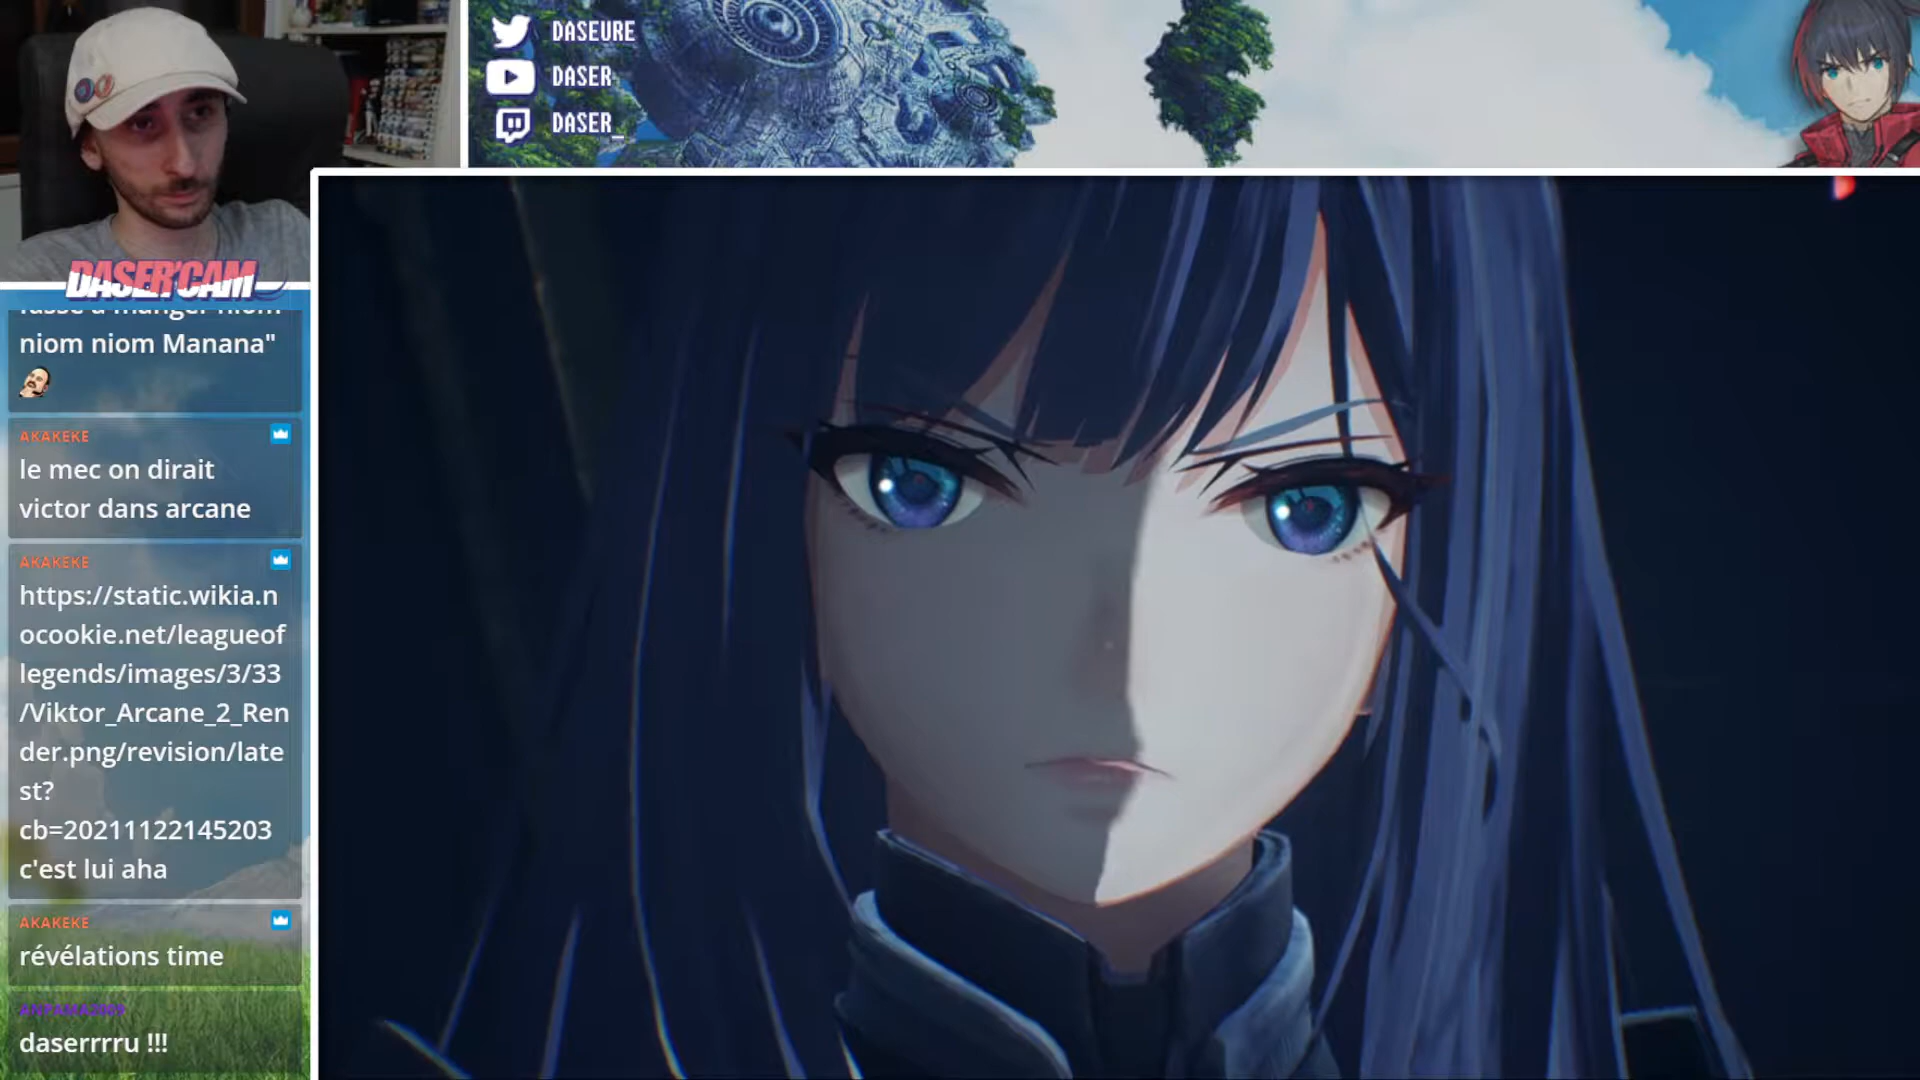 DASEURE
DASER_
DASER_
DASER'CAM
niom niom Manana"
AKAKEKE
le mec on dirait
victor dans arcane
AKAKEKE
https://static.wikia.n
ocookie.net/leagueof
legends/images/3/33
/Viktor_Arcane_2_Ren
der.png/revision/late
st?
cb=20211122145203
c'est lui aha
AKAKEKE
révélations time
daserrrru !!!